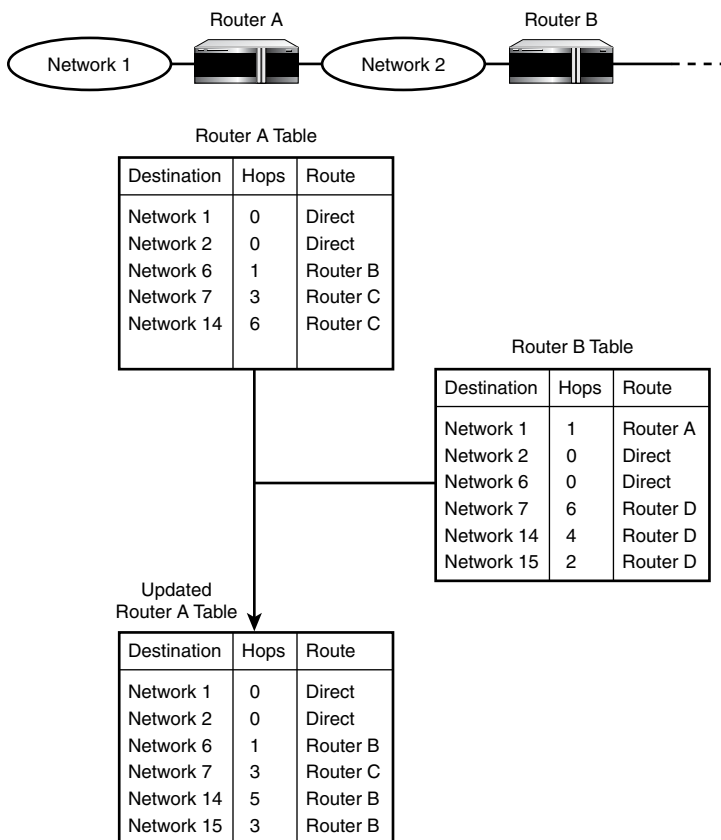 Router A
Router B
Network 1
Network 2
Router A Table
Destination Hops Route
Network 1 0 Direct
Network 2 0 Direct
Network 6 1 Router B
Network 7 3 Router C
Network 14 6 Router C
Router B Table
Destination Hops Route
Network 1 1 Router A
Network 2 0 Direct
Network 6 0 Direct
Network 7 6 Router D
Network 14 4 Router D
Network 15 2 Router D
Updated
Router A Table
Destination Hops Route
Network 1 0 Direct
Network 2 0 Direct
Network 6 1 Router B
Network 7 3 Router C
Network 14 5 Router B
Network 15 3 Router B